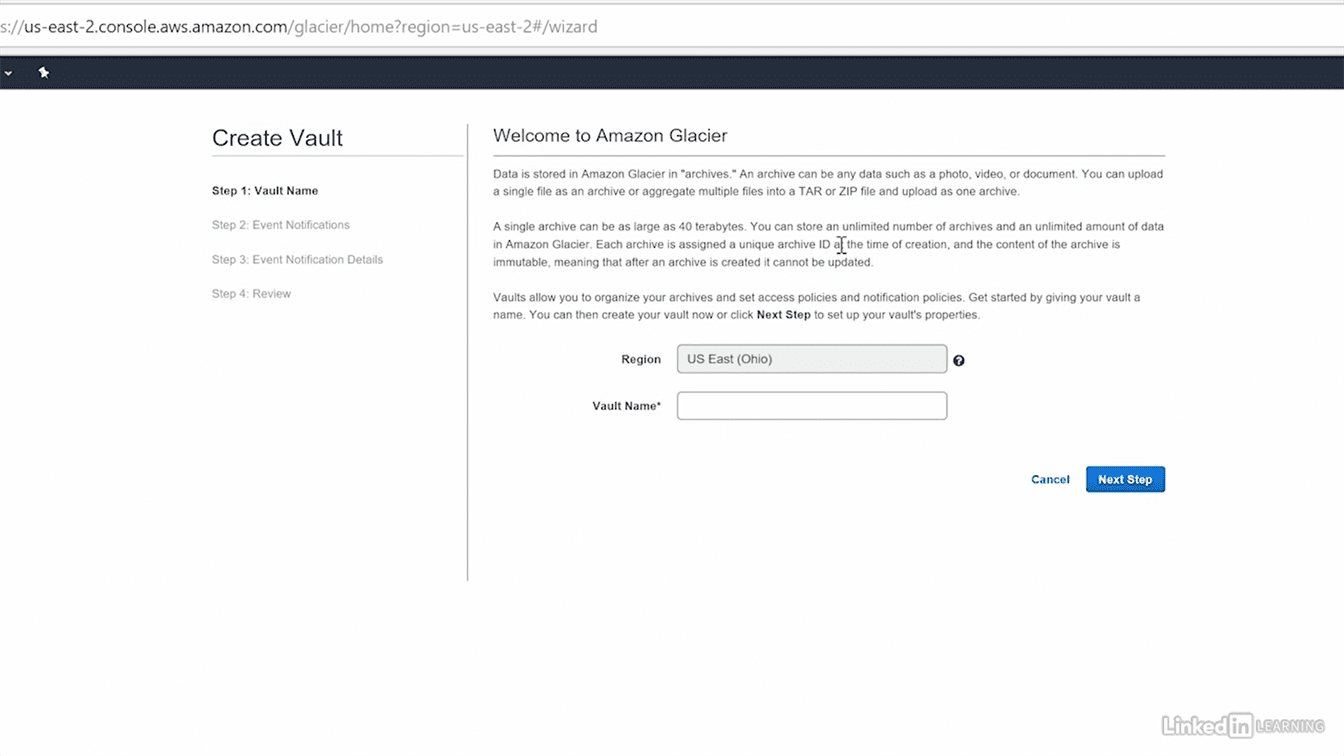 s://us-east-2.console.aws.amazon.com/glacier/home?region=us-east-2#/wizard
Create Vault
Step 1: Vault Name
Step 2: Event Notifications
Step 3: Event Notification Details
Step 4: Review
Welcome to Amazon Glacier
Data is stored in Amazon Glacier in "archives." An archive can be any data such as a photo, video, or document. You can upload
a single file as an archive or aggregate multiple files into a TAR or ZIP file and upload as one archive.
A single archive can be as large as 40 terabytes. You can store an unlimited number of archives and an unlimited amount of data
in Amazon Glacier. Each archive is assigned a unique archive ID at the time of creation, and the content of the archive is
immutable, meaning that after an archive is created it cannot be updated.
Vaults allow you to organize your archives and set access policies and notification policies. Get started by giving your vault a
name. You can then create your vault now or click Next Step to set up your vault's properties.
Region US East (Ohio) ?
Vault Name*
Cancel Next Step
LinkedIn LEARNING